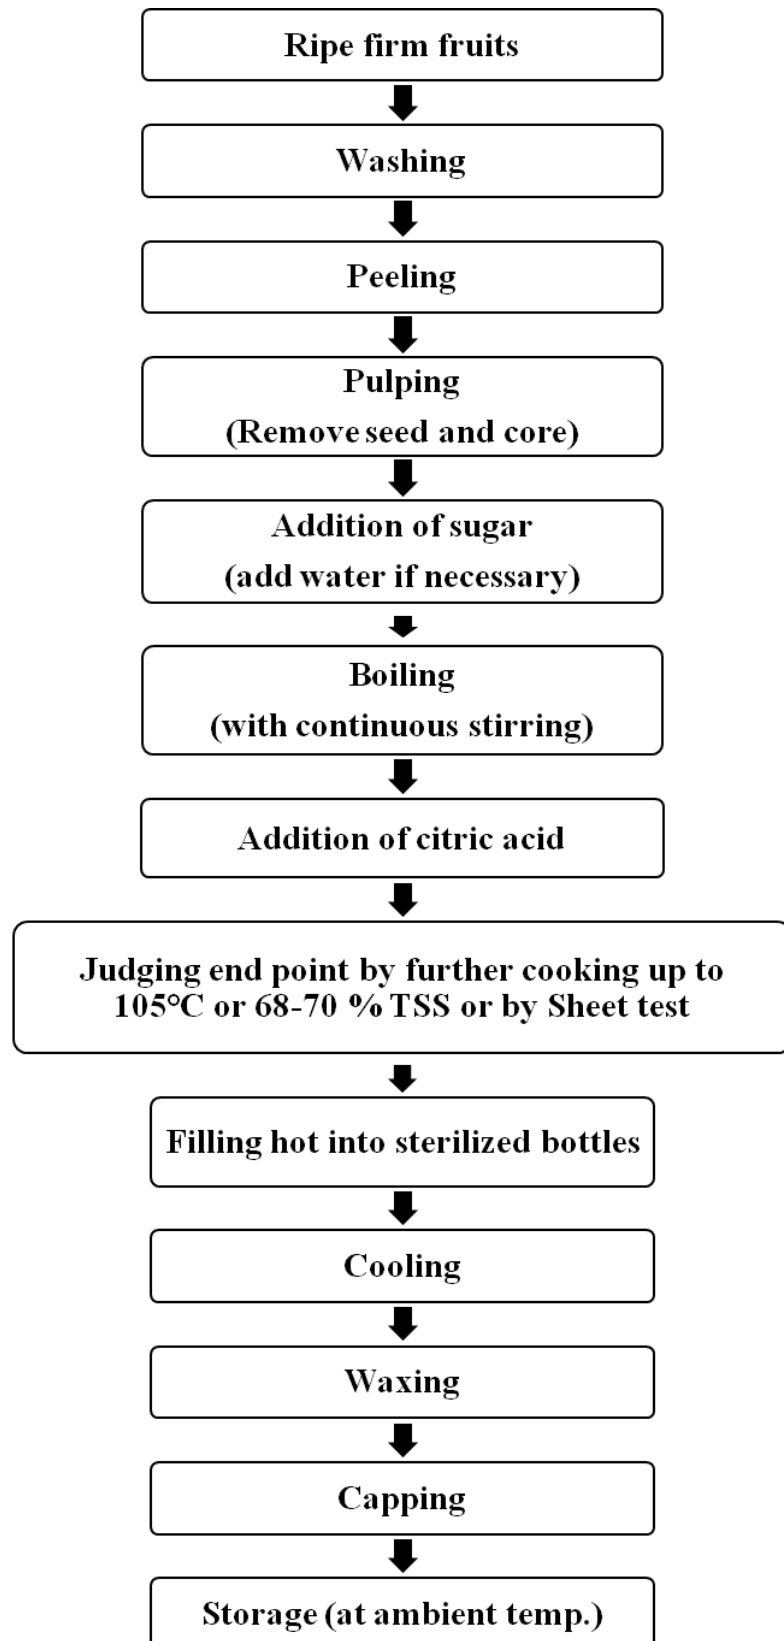 Ripe firm fruits
Washing
Peeling
Pulping
(Remove seed and core)
Addition of sugar
(add water if necessary)
Boiling
(with continuous stirring)
Addition of citric acid
Judging end point by further cooking up to
105°C or 68-70 % TSS or by Sheet test
Filling hot into sterilized bottles
Cooling
Waxing
Capping
Storage (at ambient temp.)